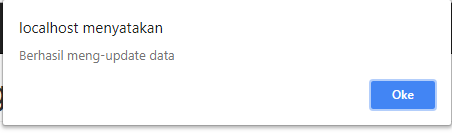 localhost menyatakan
Berhasil meng-update data
Oke